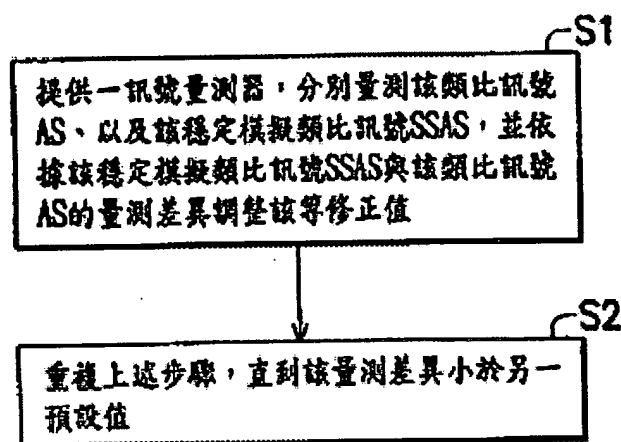 S1
提供一訊號量測器，分別量測該類比訊號
AS、以及該穩定模擬類比訊號SSAS，並依
據該穩定模擬類比訊號SSAS與該類比訊號
AS的量測差異調整該等修正值
S2
重複上述步驟，直到該量測差異小於另一
預設值